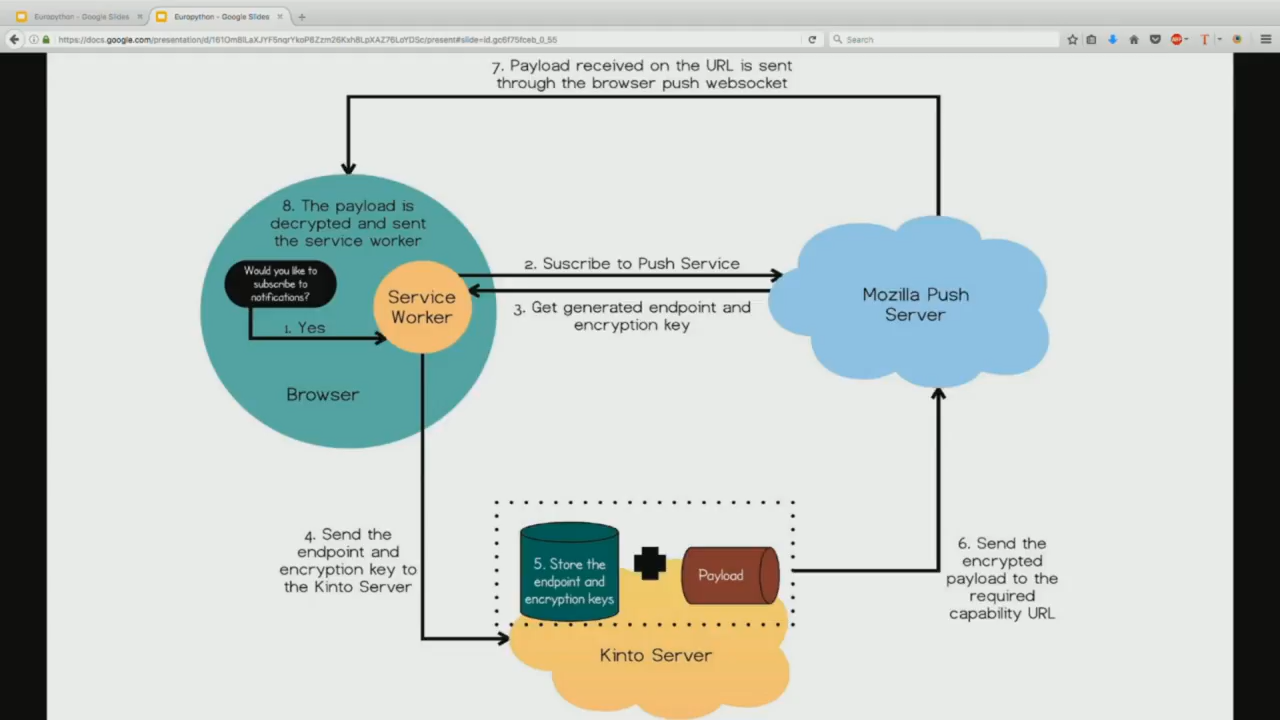 Europython - Google Slides
Europython - Google Slides
Search
7. Payload received on the URL is sent
through the browser push websocket
8. The payload is
decrypted and sent
the service worker
Would you like to
subscribe to
notifications?
1. Yes
Service
Worker
Browser
2. Suscribe to Push Service
3. Get generated endpoint and
encryption key
Mozilla Push
Server
4. Send the
endpoint and
encryption key to
the Kinto Server
5. Store the
endpoint and
encryption keys
Payload
Kinto Server
6. Send the
encrypted
payload to the
required
capability URL